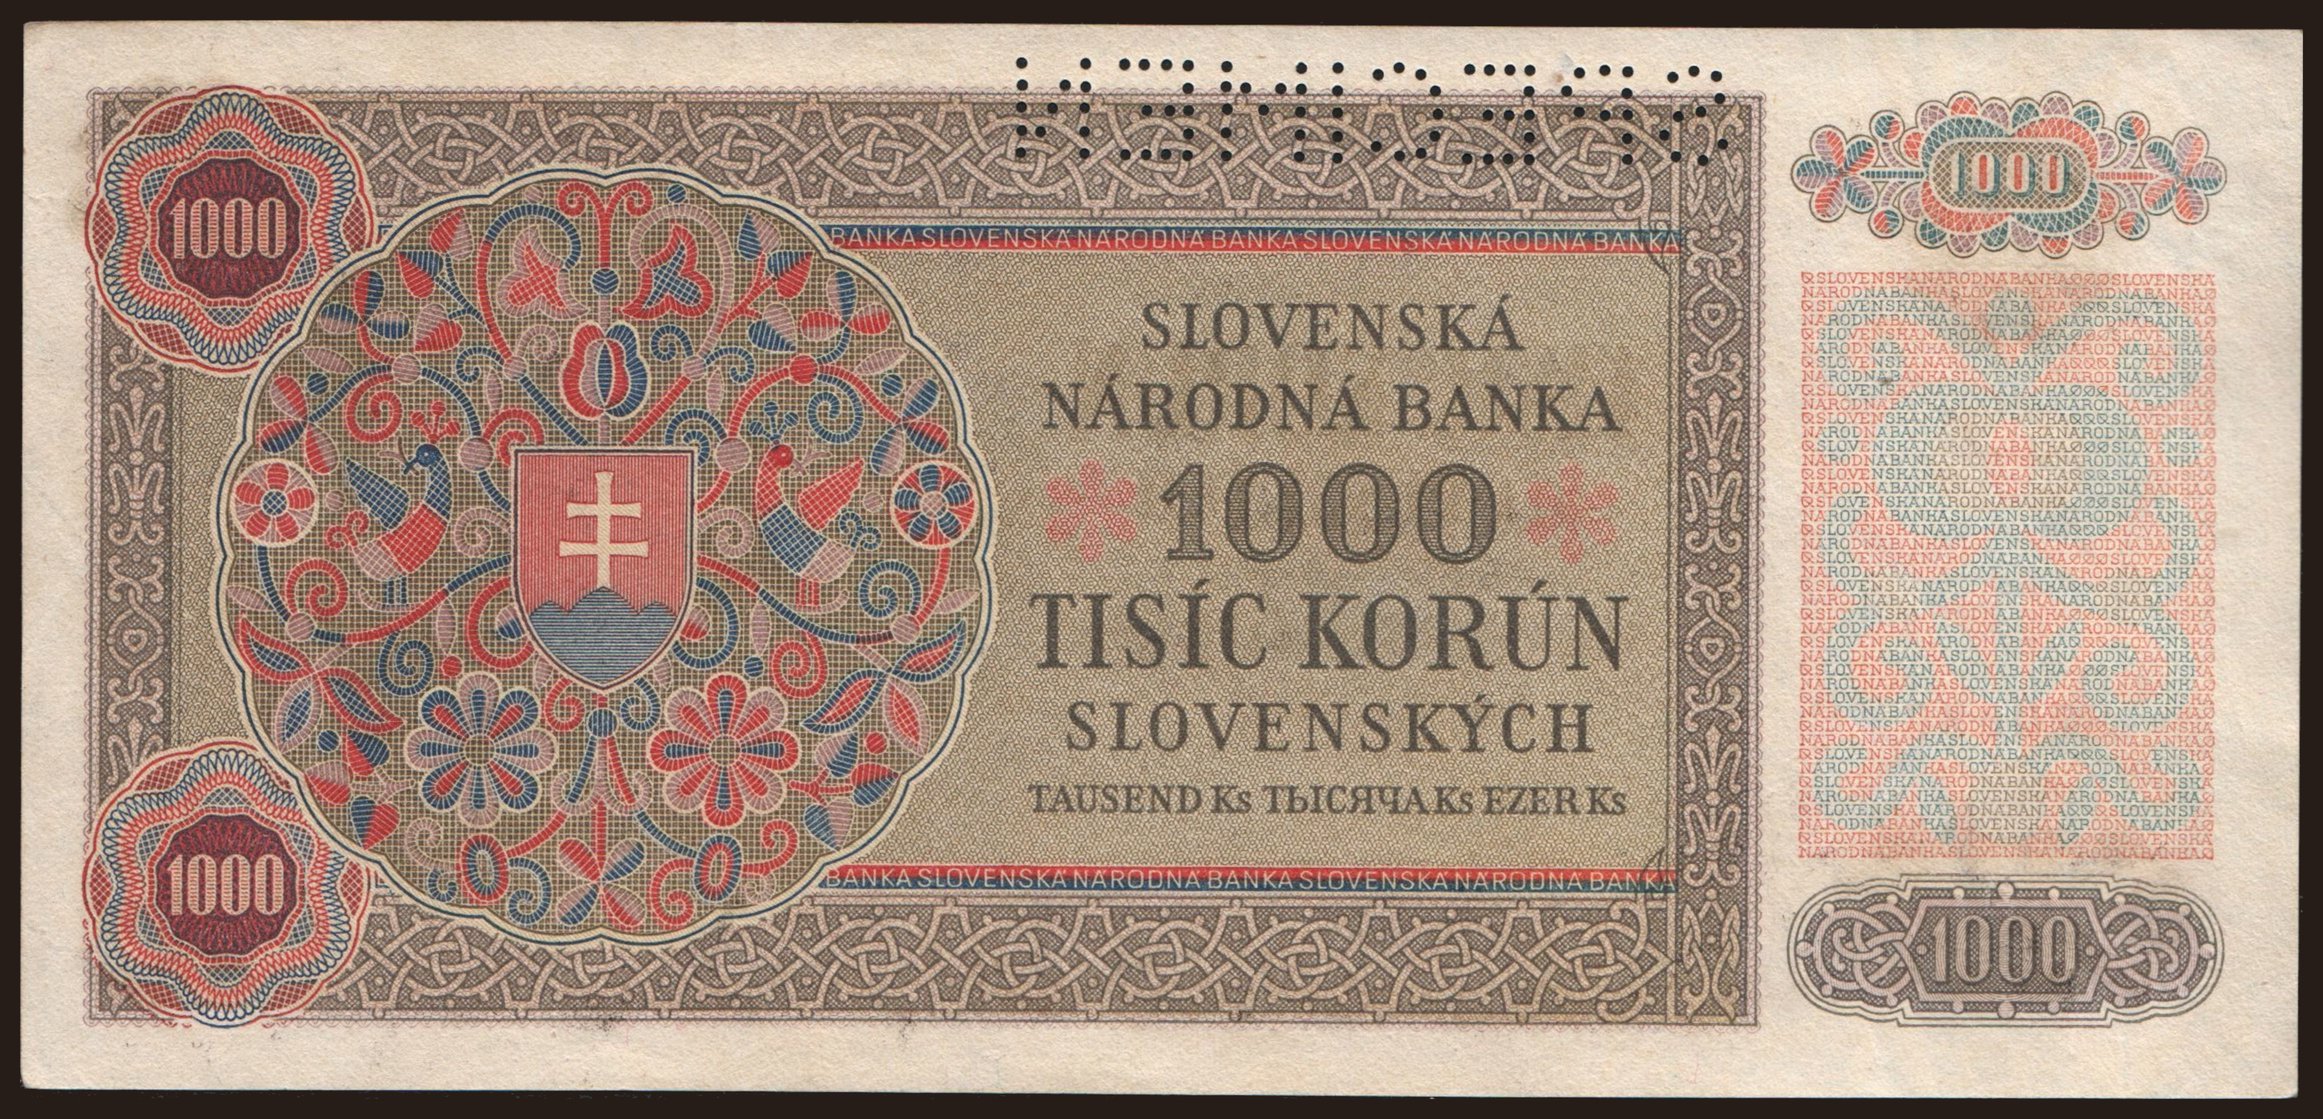 SPECIMEN
1000
1000
BANKA SLOVENSKÁ NÁRODNÁ BANKA SLOVENSKÁ NÁRODNÁ BANKA
SLOVENSKÁ
NÁRODNÁ BANKA
1000
TISÍC KORÚN
SLOVENSKÝCH
TAUSEND Ks ТЫСЯЧА Ks EZER Ks
BANKA SLOVENSKÁ NÁRODNÁ BANKA SLOVENSKÁ NÁRODNÁ BANKA
1000
1000